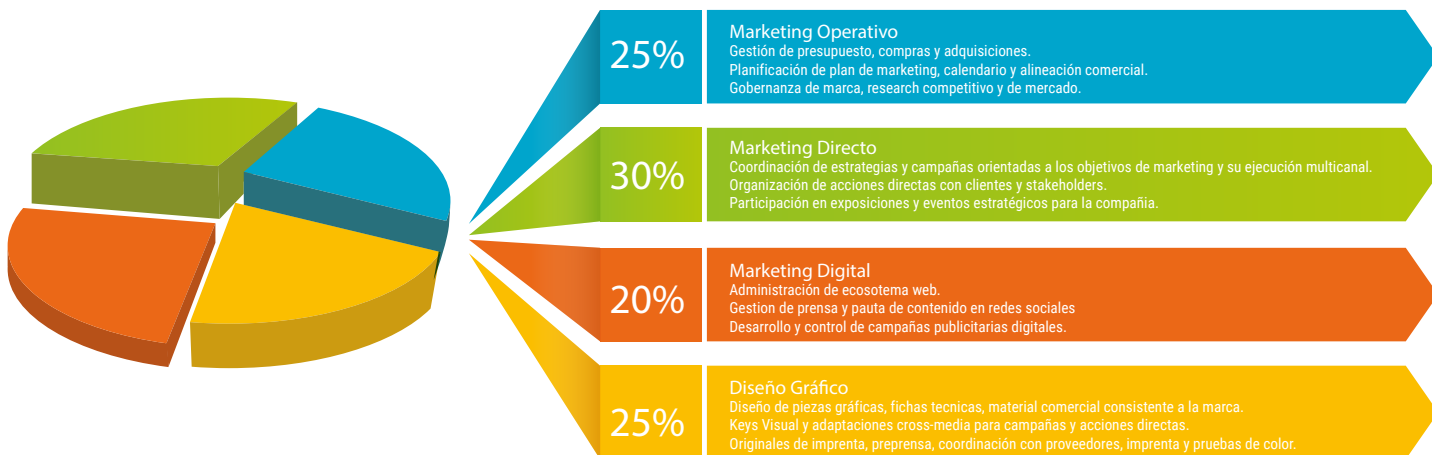 25%
Marketing Operativo
Gestión de presupuesto, compras y adquisiciones.
Planificación de plan de marketing, calendario y alineación comercial.
Gobernanza de marca, research competitivo y de mercado.
30%
Marketing Directo
Coordinación de estrategias y campañas orientadas a los objetivos de marketing y su ejecución multicanal.
Organización de acciones directas con clientes y stakeholders.
Participación en exposiciones y eventos estratégicos para la compañia.
20%
Marketing Digital
Administración de ecosotema web.
Gestion de prensa y pauta de contenido en redes sociales
Desarrollo y control de campañas publicitarias digitales.
25%
Diseño Gráfico
Diseño de piezas gráficas, fichas tecnicas, material comercial consistente a la marca.
Keys Visual y adaptaciones cross-media para campañas y acciones directas.
Originales de imprenta, preprensa, coordinación con proveedores, imprenta y pruebas de color.